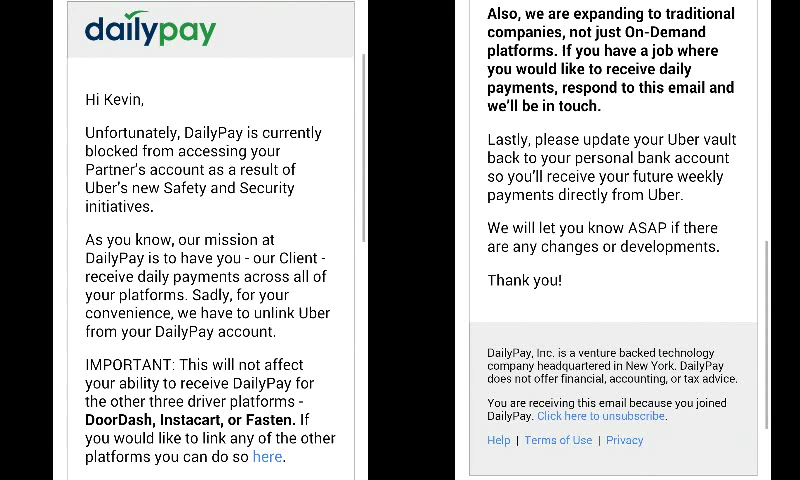 dailypay
Hi Kevin,
Unfortunately, DailyPay is currently
blocked from accessing your
Partner's account as a result of
Uber's new Safety and Security
initiatives.
As you know, our mission at
DailyPay is to have you - our Client -
receive daily payments across all of
your platforms. Sadly, for your
convenience, we have to unlink Uber
from your DailyPay account.
IMPORTANT: This will not affect
your ability to receive DailyPay for
the other three driver platforms -
DoorDash, Instacart, or Fasten. If
you would like to link any of the other
platforms you can do so here.
Also, we are expanding to traditional
companies, not just On-Demand
platforms. If you have a job where
you would like to receive daily
payments, respond to this email and
we'll be in touch.
Lastly, please update your Uber vault
back to your personal bank account
so you'll receive your future weekly
payments directly from Uber.
We will let you know ASAP if there
are any changes or developments.
Thank you!
DailyPay, Inc. is a venture backed technology
company headquartered in New York. DailyPay
does not offer financial, accounting, or tax advice.
You are receiving this email because you joined
DailyPay. Click here to unsubscribe.
Help | Terms of Use | Privacy